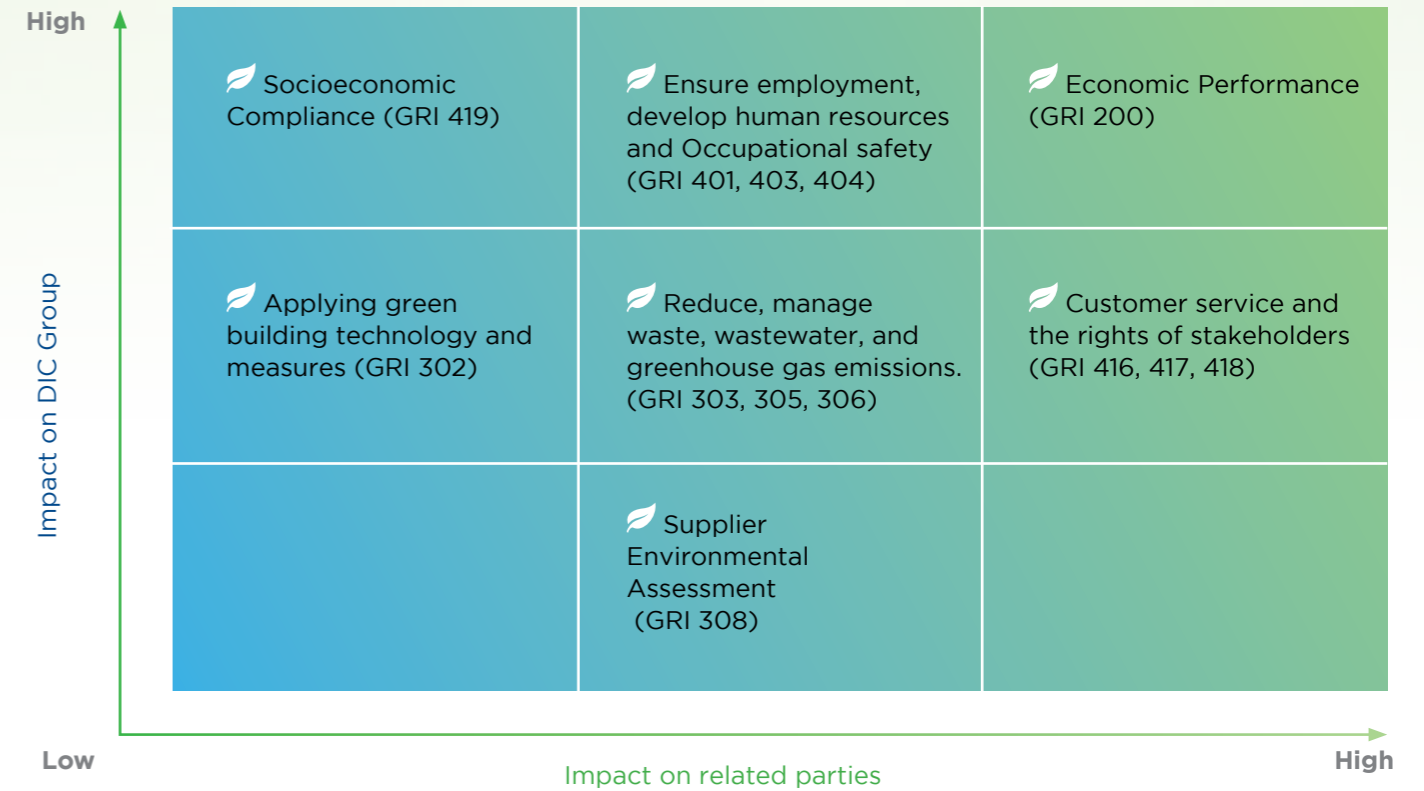 High
Socioeconomic
Compliance (GRI 419)
Ensure employment,
develop human resources
and Occupational safety
(GRI 401, 403, 404)
Economic Performance
(GRI 200)
Impact on DIC Group
Applying green
building technology and
measures (GRI 302)
Reduce, manage
waste, wastewater, and
greenhouse gas emissions.
(GRI 303, 305, 306)
Customer service and
the rights of stakeholders
(GRI 416, 417, 418)
Supplier
Environmental
Assessment
(GRI 308)
Low
Impact on related parties
High